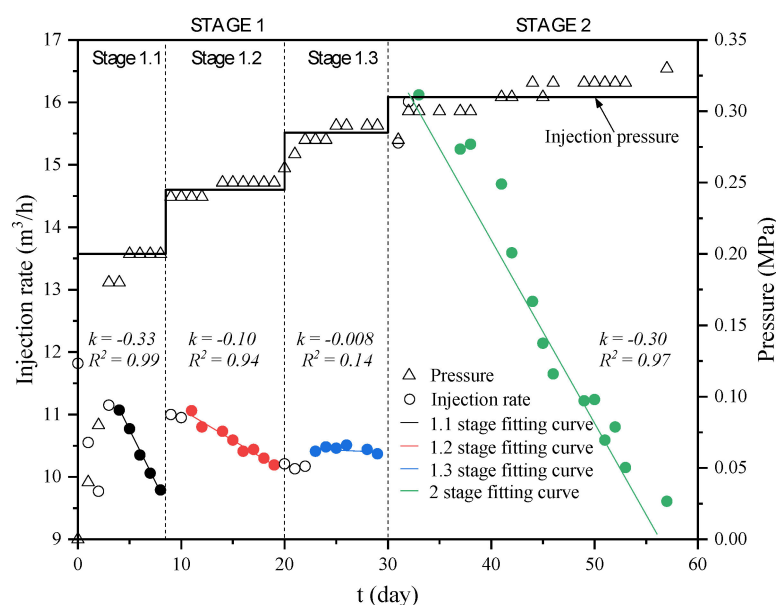 STAGE 1
STAGE 2
Stage 1.1
Stage 1.2
Stage 1.3
17
16
15
14
13
12
11
10
9
Injection rate (m³/h)
0.35
0.30
0.25
0.20
0.15
0.10
0.05
0.00
Pressure (MPa)
Injection pressure
k = -0.33
R² = 0.99
k = -0.10
R² = 0.94
k = -0.008
R² = 0.14
k = -0.30
R² = 0.97
Pressure
Injection rate
1.1 stage fitting curve
1.2 stage fitting curve
1.3 stage fitting curve
2 stage fitting curve
0
10
20
30
40
50
60
t (day)